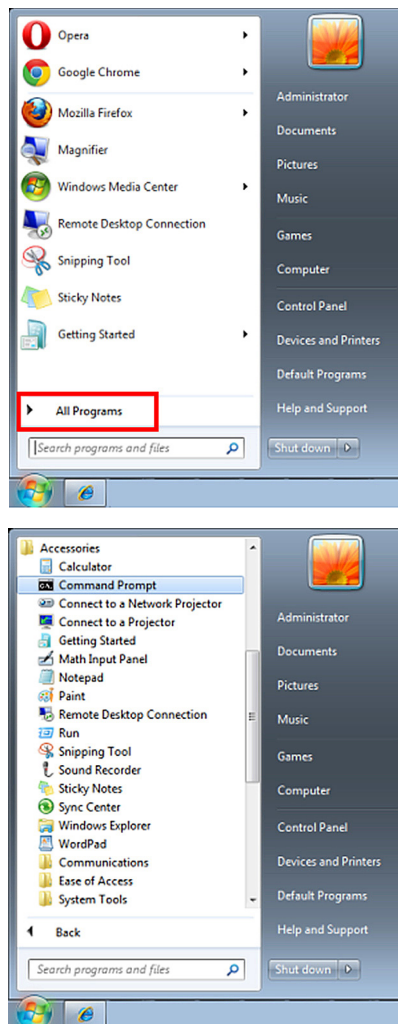 Opera
Google Chrome
Mozilla Firefox
Magnifier
Windows Media Center
Remote Desktop Connection
Snipping Tool
Sticky Notes
Getting Started
All Programs
Search programs and files
Administrator
Documents
Pictures
Music
Games
Computer
Control Panel
Devices and Printers
Default Programs
Help and Support
Shut down
Accessories
Calculator
Command Prompt
Connect to a Network Projector
Connect to a Projector
Getting Started
Math Input Panel
Notepad
Paint
Remote Desktop Connection
Run
Snipping Tool
Sound Recorder
Sticky Notes
Sync Center
Windows Explorer
WordPad
Communications
Ease of Access
System Tools
Back
Search programs and files
Administrator
Documents
Pictures
Music
Games
Computer
Control Panel
Devices and Printers
Default Programs
Help and Support
Shut down